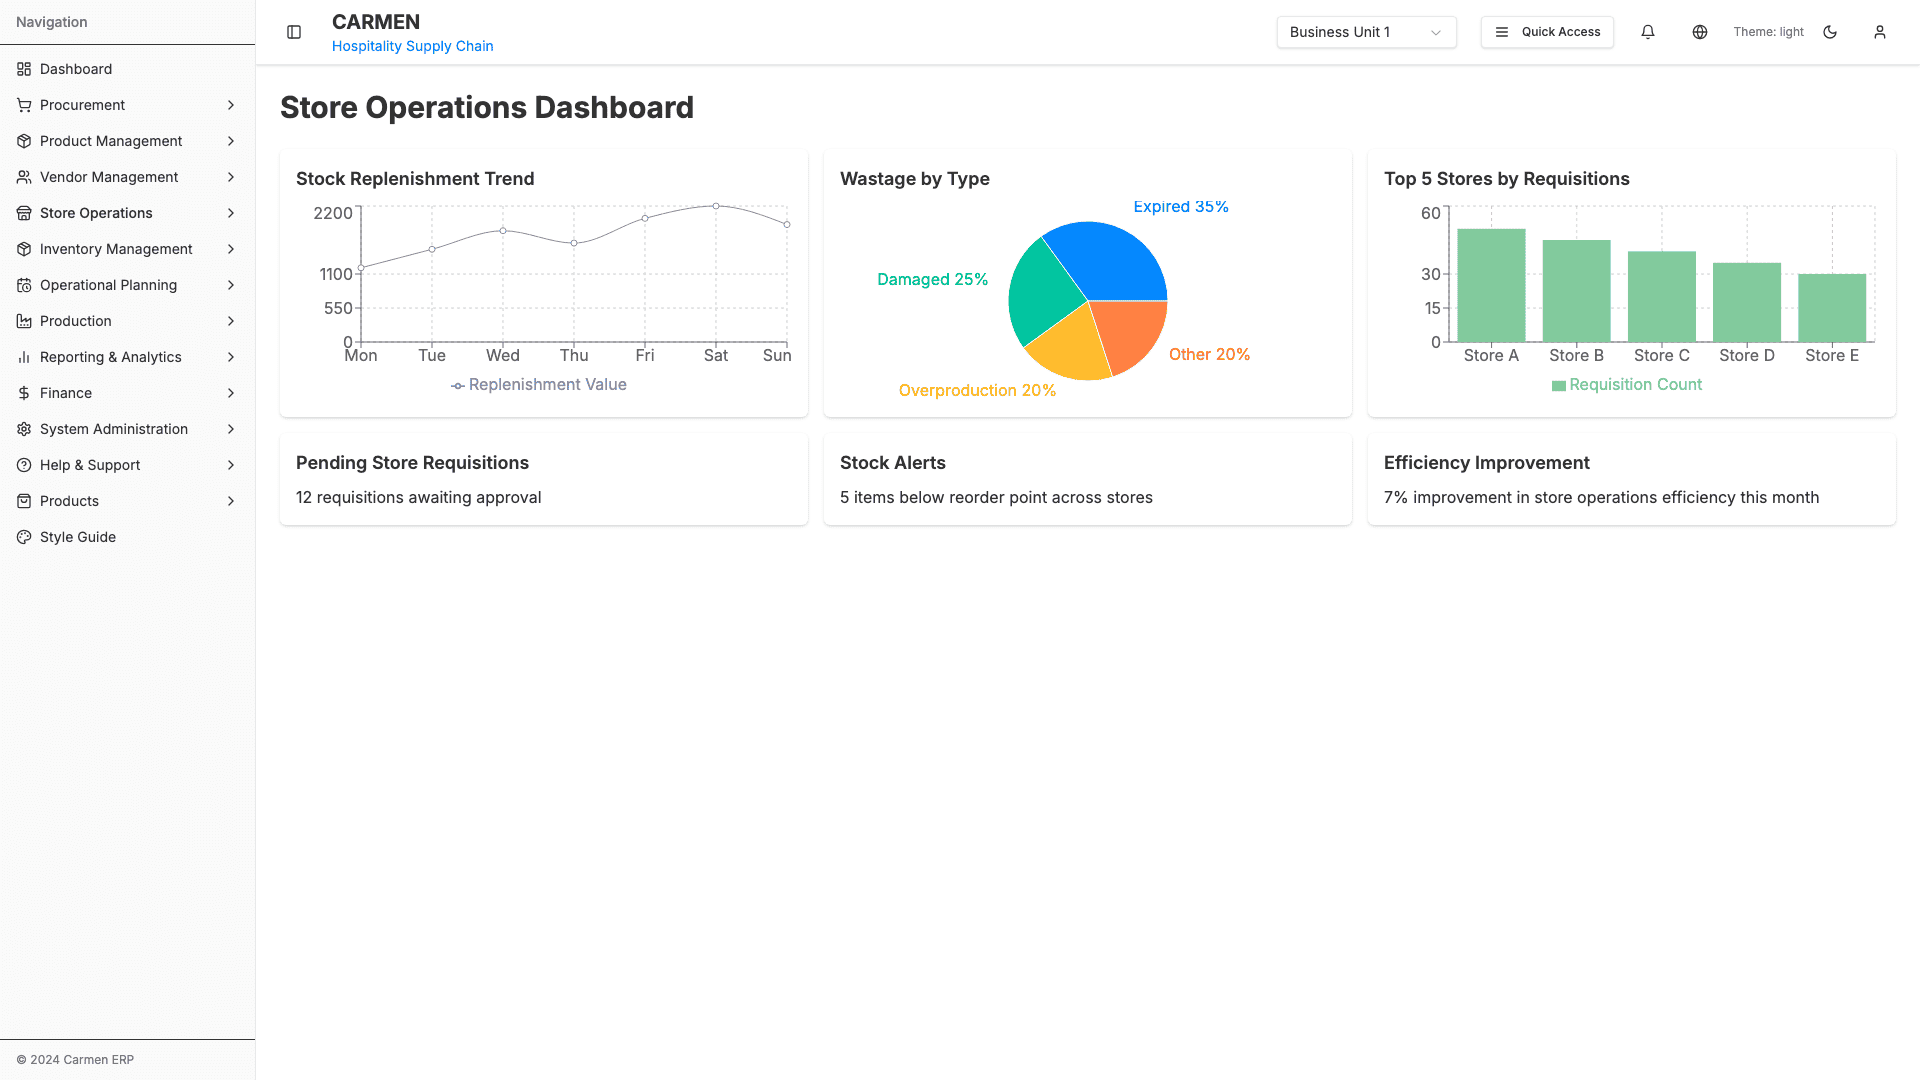 Navigation
Dashboard
Procurement
Product Management
Vendor Management
Store Operations
Inventory Management
Operational Planning
Production
Reporting & Analytics
Finance
System Administration
Help & Support
Products
Style Guide
© 2024 Carmen ERP
CARMEN
Hospitality Supply Chain
Business Unit 1
Quick Access
Theme: light
Store Operations Dashboard
Stock Replenishment Trend
2200
1100
550
0
Mon Tue Wed Thu Fri Sat Sun
Replenishment Value
Wastage by Type
Expired 35%
Damaged 25%
Other 20%
Overproduction 20%
Top 5 Stores by Requisitions
60
30
15
0
Store A Store B Store C Store D Store E
Requisition Count
Pending Store Requisitions
12 requisitions awaiting approval
Stock Alerts
5 items below reorder point across stores
Efficiency Improvement
7% improvement in store operations efficiency this month